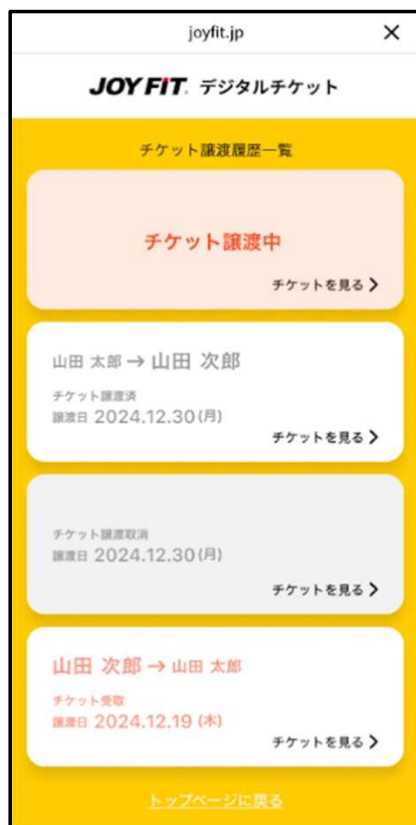 joyfit.jp ×
JOYFIT. デジタルチケット
チケット譲渡履歴一覧
チケット譲渡中
チケットを見る
山田 太郎 → 山田 次郎
チケット譲渡済
譲渡日 2024.12.30(月)
チケットを見る
チケット譲渡取消
譲渡日 2024.12.30(月)
チケットを見る
山田 次郎 → 山田 太郎
チケット受取
譲渡日 2024.12.19 (木)
チケットを見る
トップページに戻る